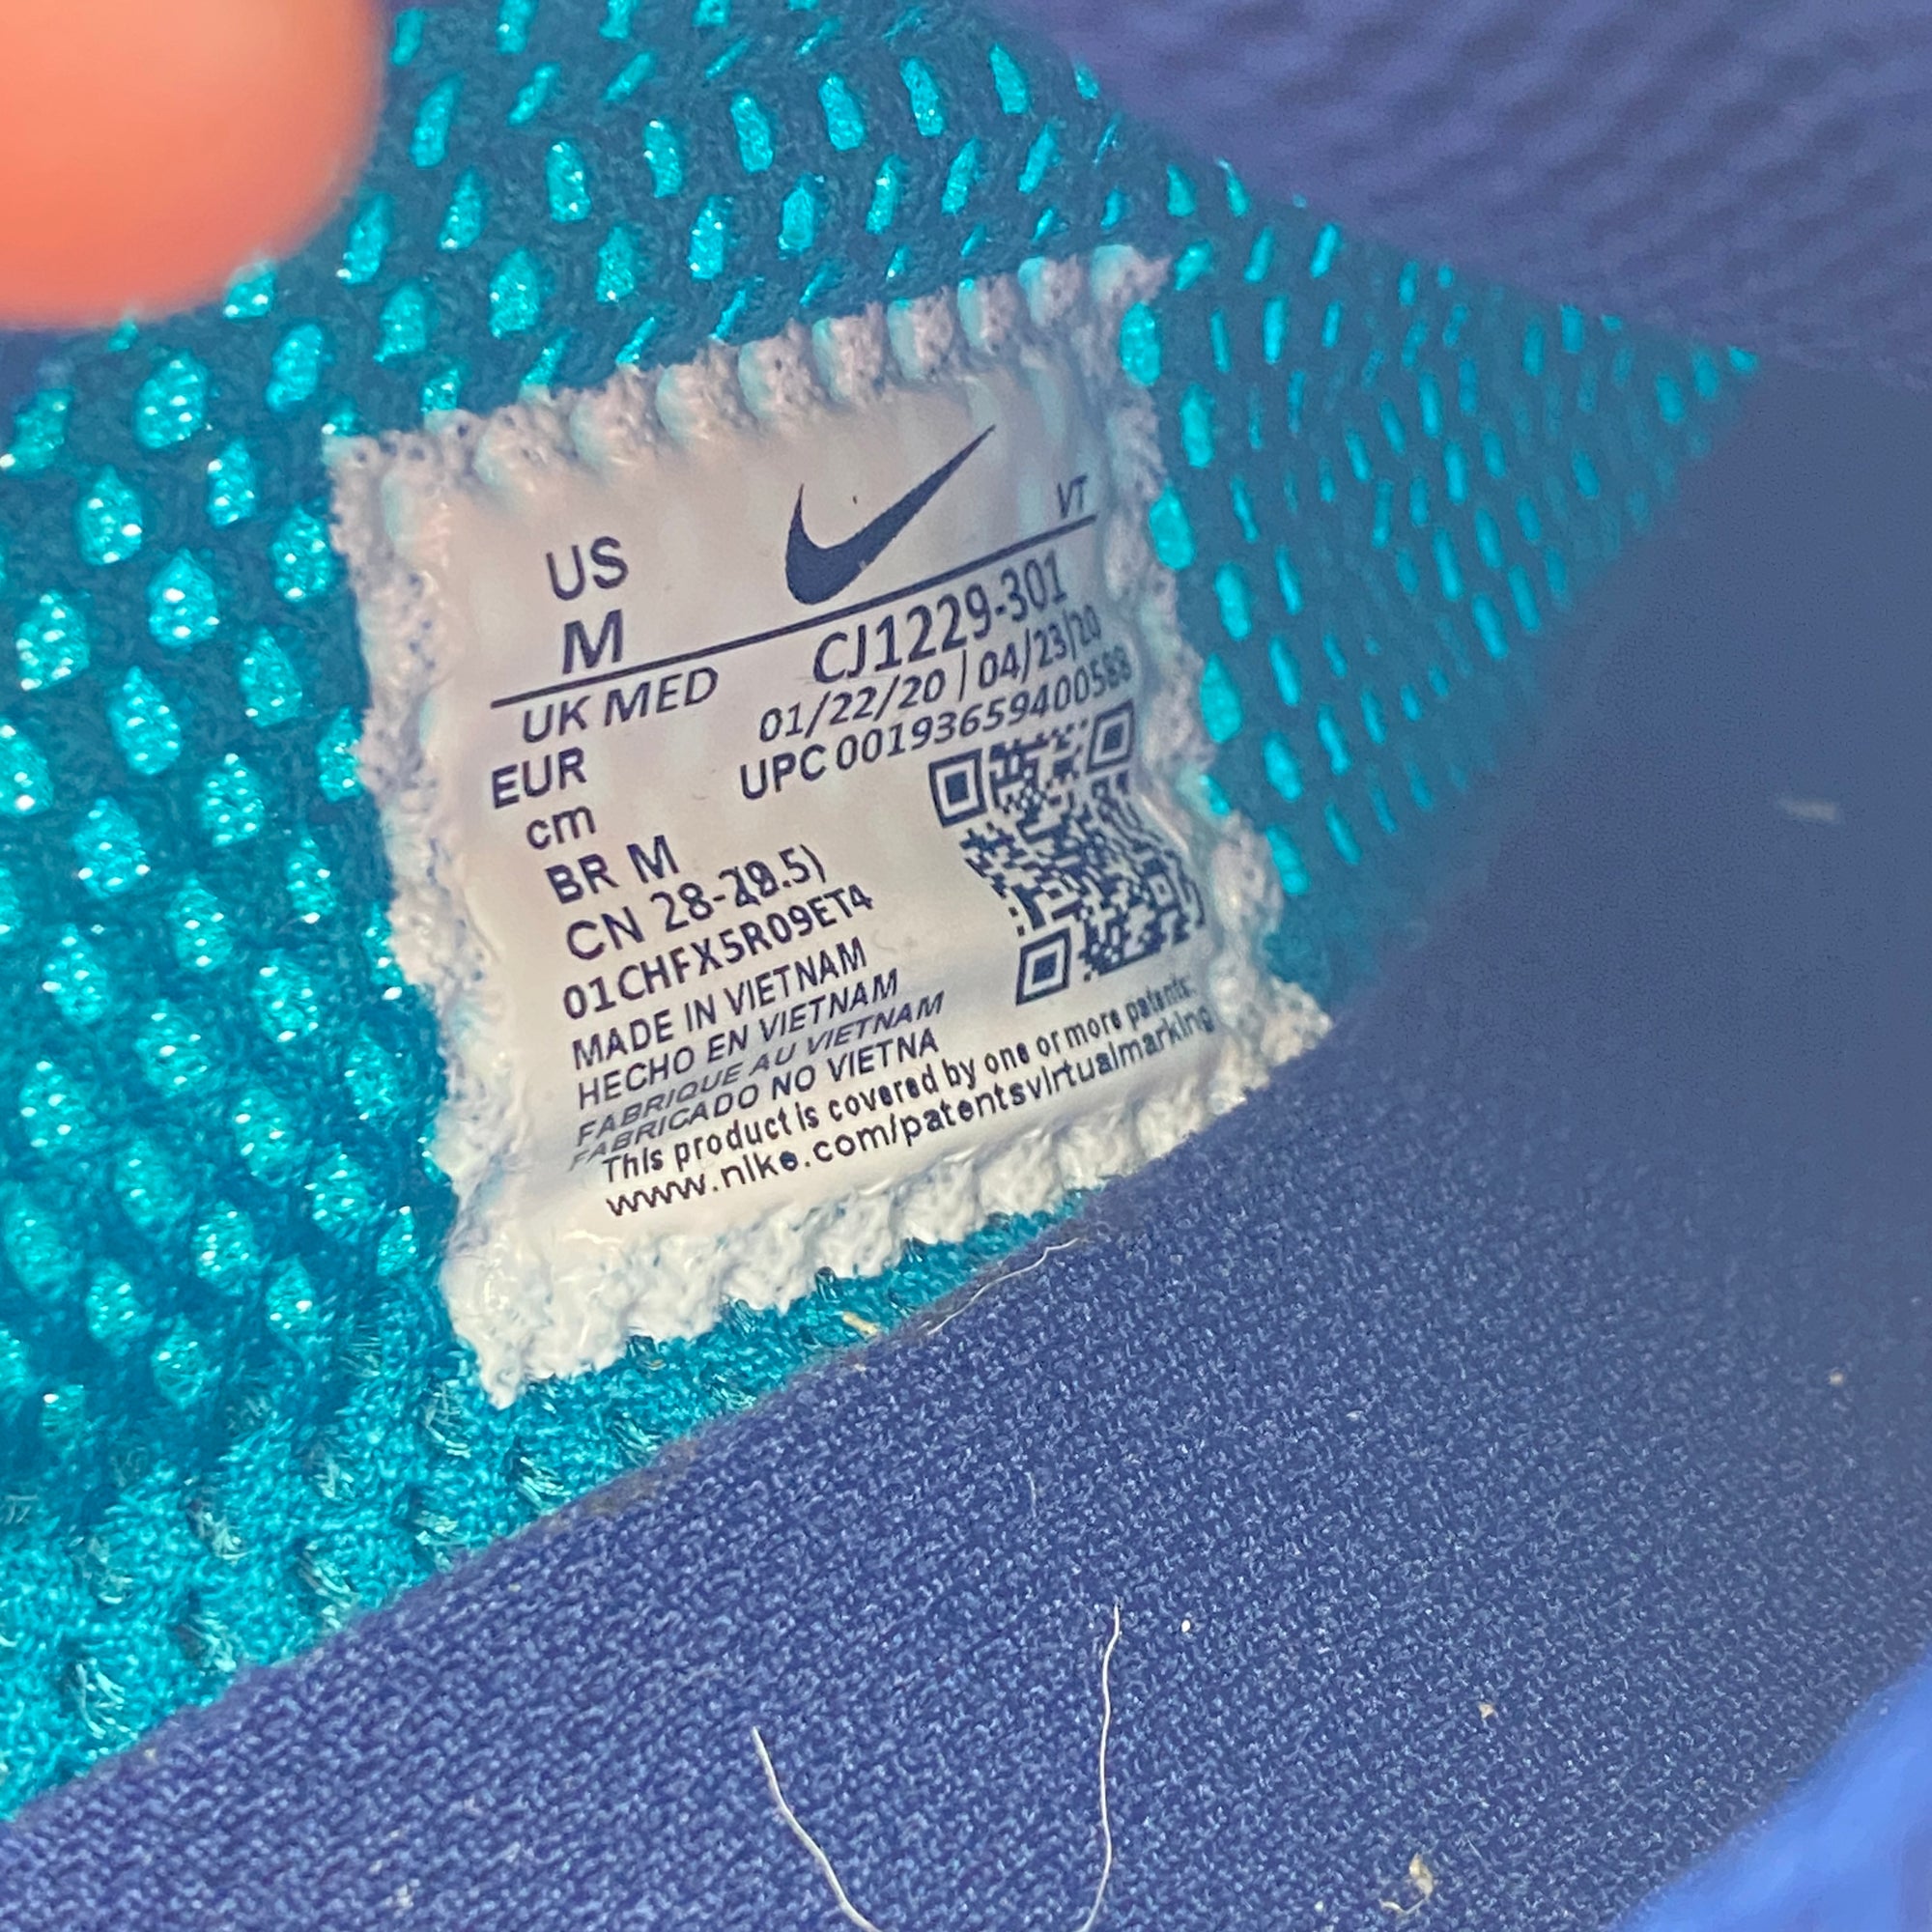 VT
US
M
CJ1229-301
UK MED
01/22/20 | 04/23/20
EUR
UPC 00193659400588
cm
BR M
CN 28-29.5)
01CHFX5R09ET4
MADE IN VIETNAM
HECHO EN VIETNAM
FABRIQUE AU VIETNAM
FABRICADO NO VIETNA
This product is covered by one or more patents.
www.nike.com/patentsvirtualmarking